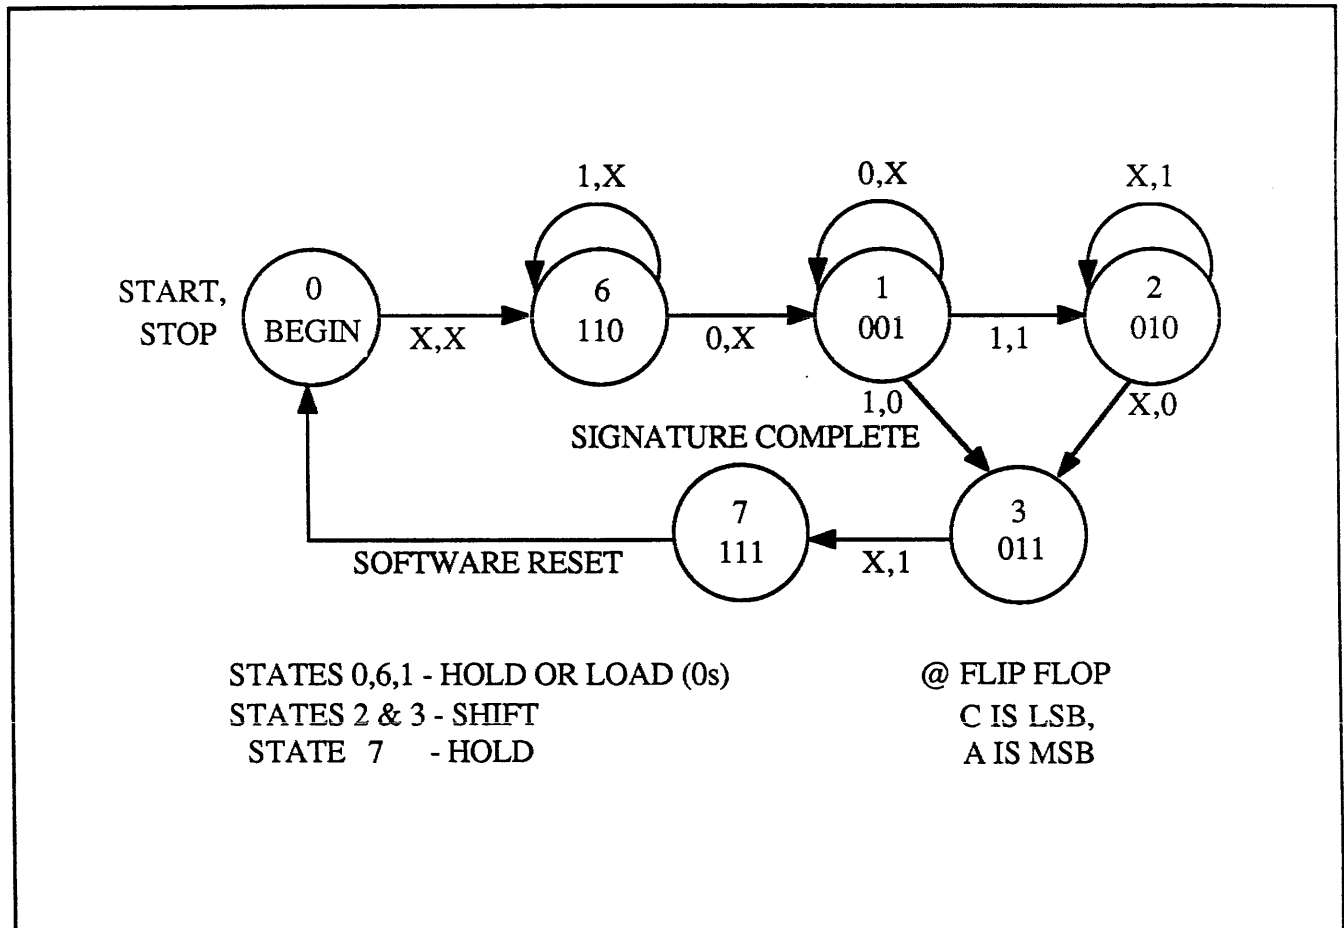 1,X
0,X
X,1
START,
STOP
0
BEGIN
X,X
6
110
0,X
1
001
1,1
2
010
1,0
X,0
SIGNATURE COMPLETE
7
111
3
011
X,1
SOFTWARE RESET
STATES 0,6,1 - HOLD OR LOAD (0s)
STATES 2 & 3 - SHIFT
STATE 7 - HOLD
@ FLIP FLOP
C IS LSB,
A IS MSB